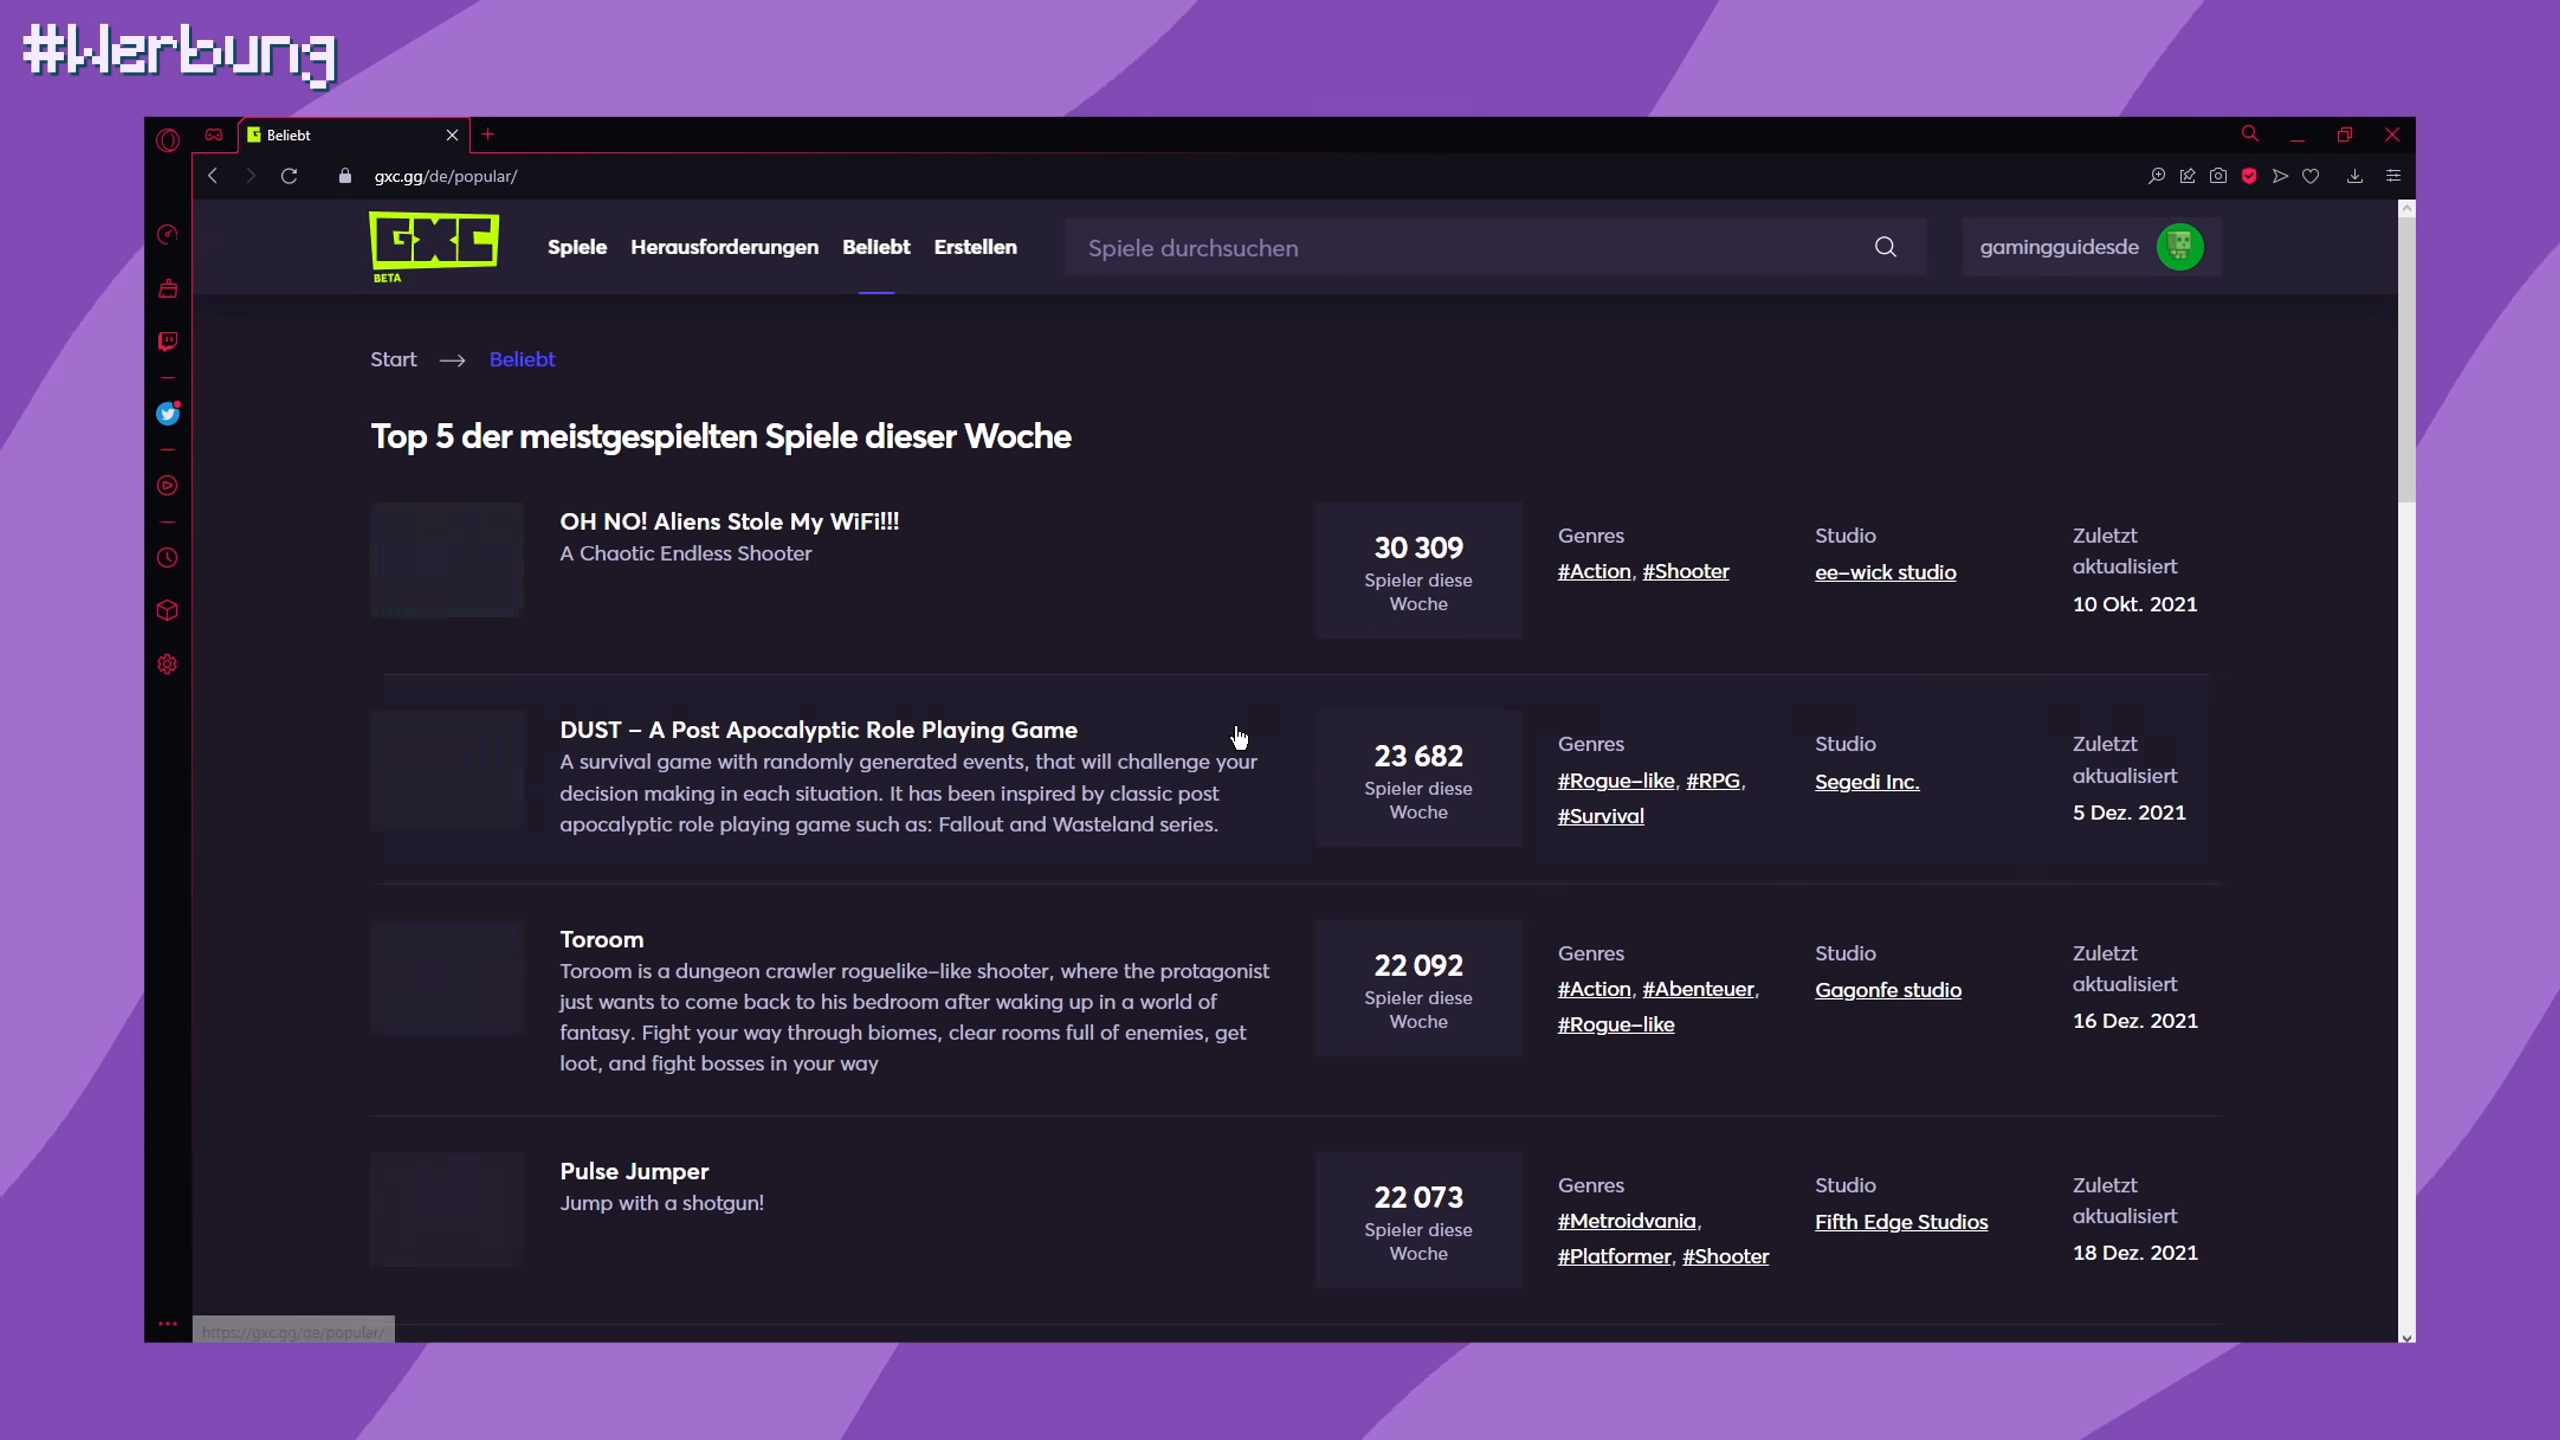 #Werbung
Beliebt
gxc.gg/de/popular/
GXC
BETA
Spiele Herausforderungen Beliebt Erstellen
Spiele durchsuchen
gamingguidesde
Start → Beliebt
Top 5 der meistgespielten Spiele dieser Woche
OH NO! Aliens Stole My WiFi!!!
A Chaotic Endless Shooter
30 309
Spieler diese
Woche
Genres
#Action, #Shooter
Studio
ee-wick studio
Zuletzt
aktualisiert
10 Okt. 2021
DUST – A Post Apocalyptic Role Playing Game
A survival game with randomly generated events, that will challenge your
decision making in each situation. It has been inspired by classic post
apocalyptic role playing game such as: Fallout and Wasteland series.
23 682
Spieler diese
Woche
Genres
#Rogue-like, #RPG,
#Survival
Studio
Segedi Inc.
Zuletzt
aktualisiert
5 Dez. 2021
Toroom
Toroom is a dungeon crawler roguelike-like shooter, where the protagonist
just wants to come back to his bedroom after waking up in a world of
fantasy. Fight your way through biomes, clear rooms full of enemies, get
loot, and fight bosses in your way
22 092
Spieler diese
Woche
Genres
#Action, #Abenteuer,
#Rogue-like
Studio
Gagonfe studio
Zuletzt
aktualisiert
16 Dez. 2021
Pulse Jumper
Jump with a shotgun!
22 073
Spieler diese
Woche
Genres
#Metroidvania,
#Platformer, #Shooter
Studio
Fifth Edge Studios
Zuletzt
aktualisiert
18 Dez. 2021
https://gxc.gg/de/popular/